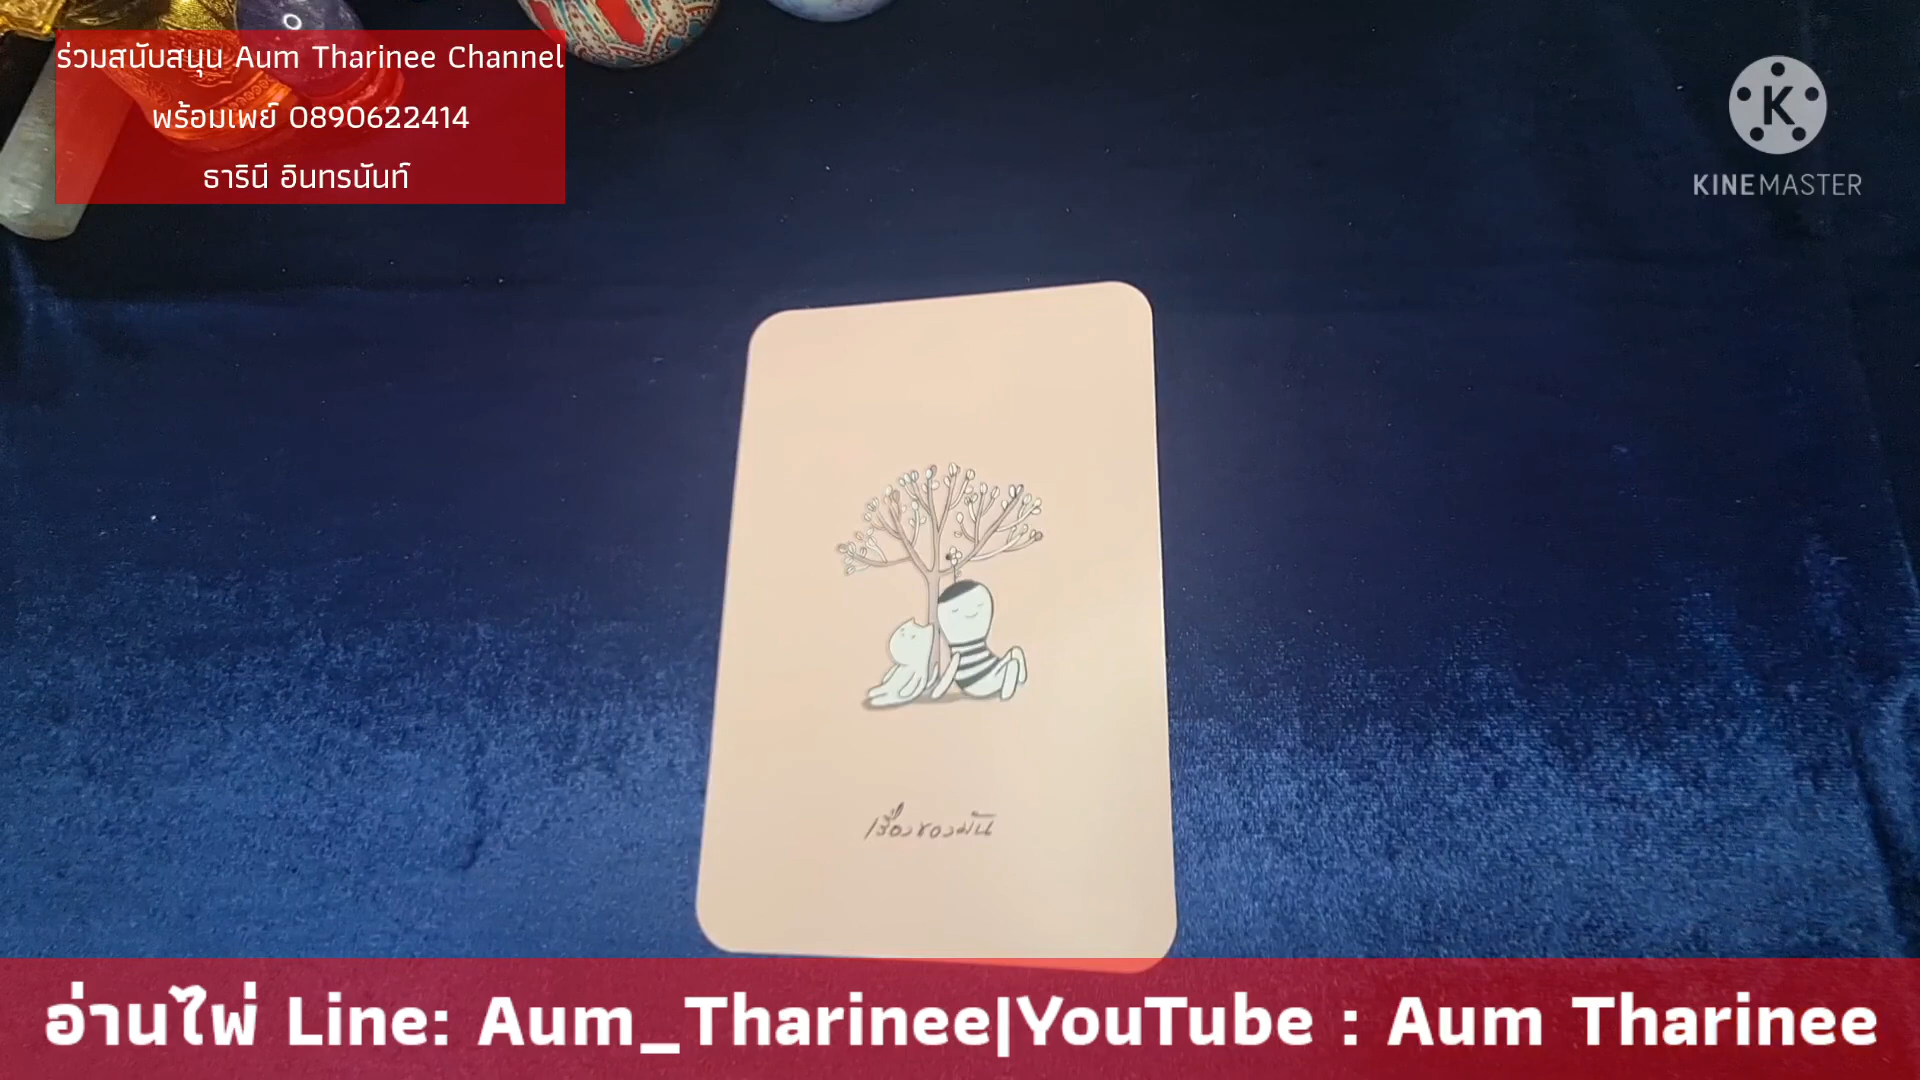 ร่วมสนับสนุน Aum Tharinee Channel
พร้อมเพย์ 0890622414
ธารินี อินทรนันท์
K
KINEMASTER
เรื่องของมัน
อ่านไพ่ Line: Aum_Tharinee|YouTube : Aum Tharinee